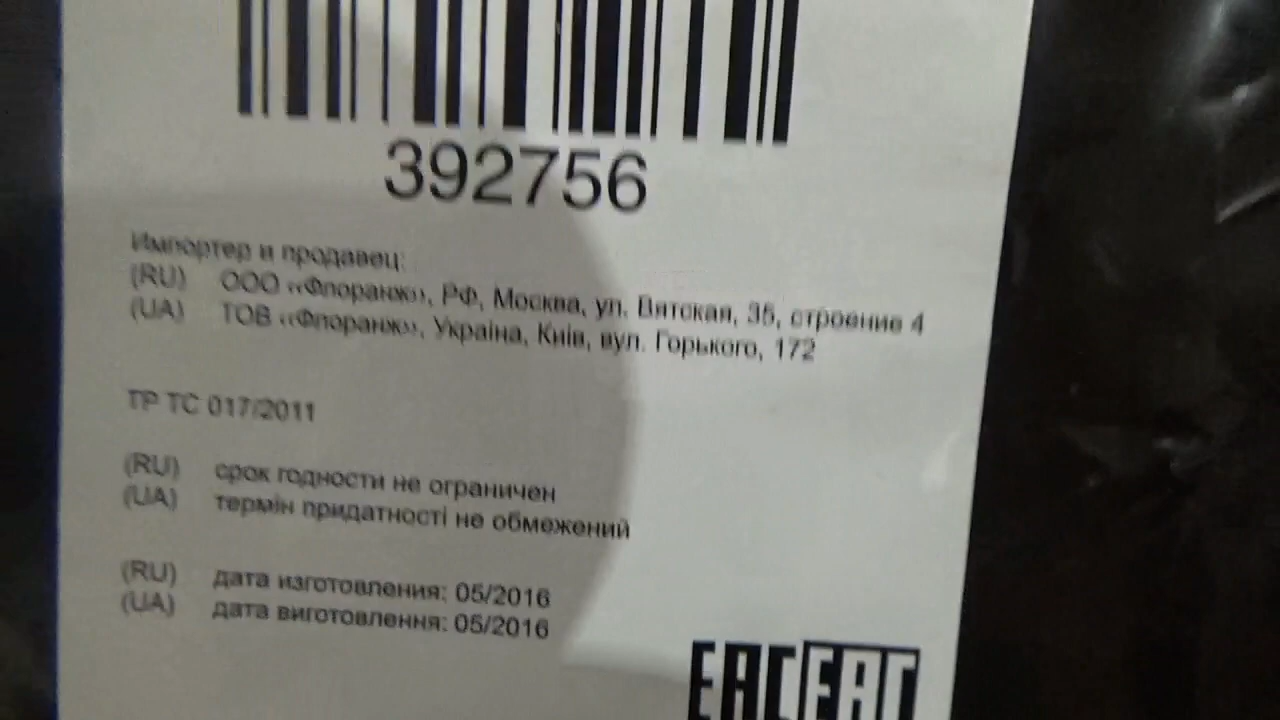 392756
Импортер и продавец:
(RU) ООО «Флоранж», РФ, Москва, ул. Вятская, 35, строение 4
(UA) ТОВ «Флоранж», Україна, Київ, вул. Горького, 172
ТР ТС 017/2011
(RU) срок годности не ограничен
(UA) термін придатності не обмежений
(RU) дата изготовления: 05/2016
(UA) дата виготовлення: 05/2016
EAC EAC